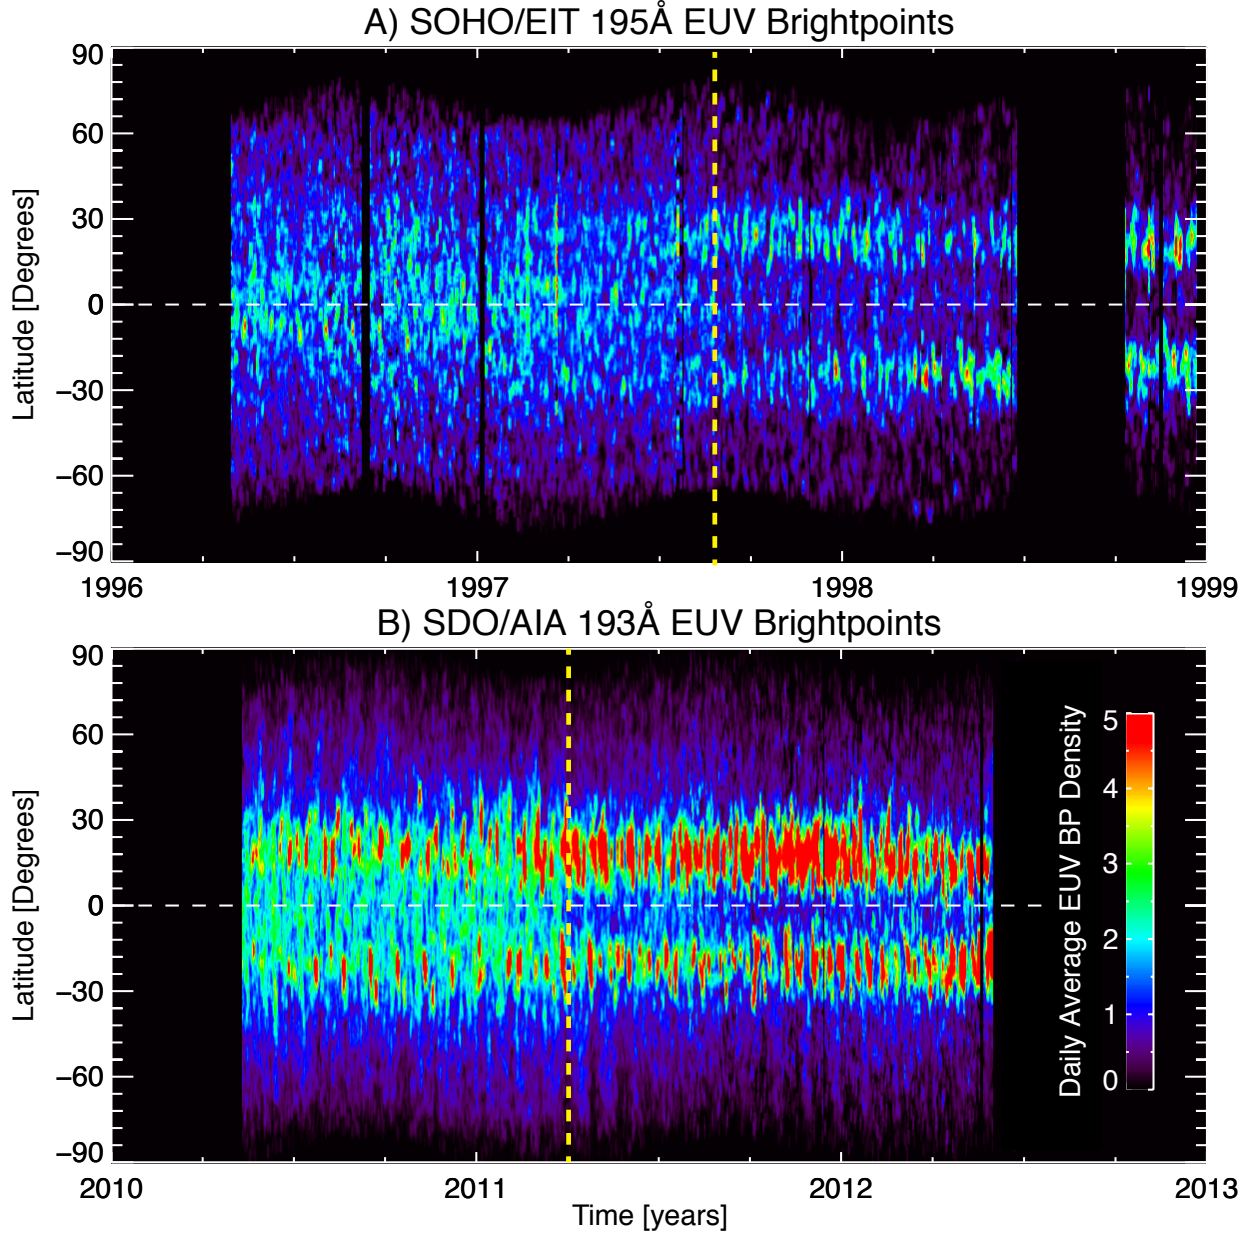 A) SOHO/EIT 195Å EUV Brightpoints
90
60
30
0
−30
−60
−90
Latitude [Degrees]
1996 1997 1998 1999
B) SDO/AIA 193Å EUV Brightpoints
90
60
30
0
−30
−60
−90
Latitude [Degrees]
Daily Average EUV BP Density
5
4
3
2
1
0
2010 2011 2012 2013
Time [years]